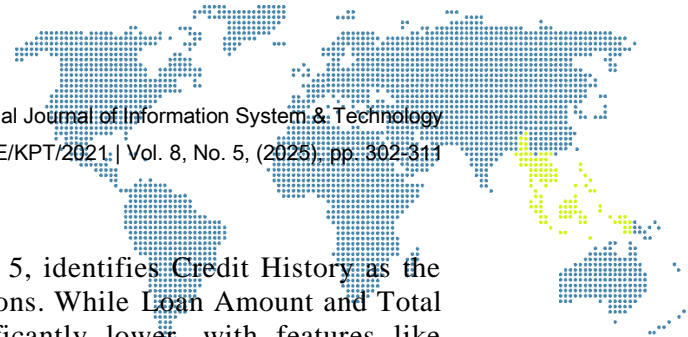 al Journal of Information System & Technology
E/KPT/2021 | Vol. 8, No. 5, (2025), pp. 302-311
5, identifies Credit History as the
ons. While Loan Amount and Total
ficantly lower, with features like